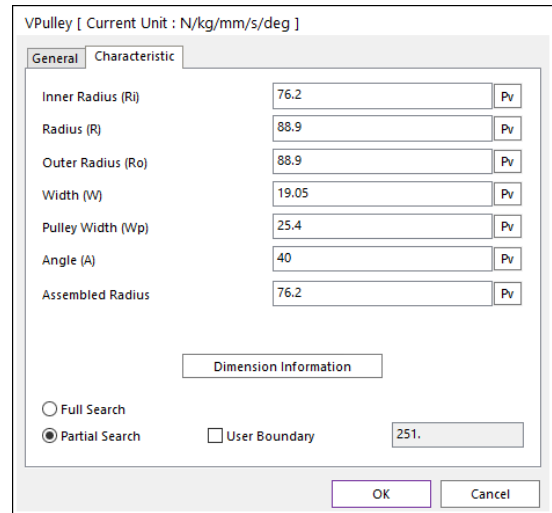 VPulley [ Current Unit : N/kg/mm/s/deg ]
General Characteristic
Inner Radius (Ri) 76.2 Pv
Radius (R) 88.9 Pv
Outer Radius (Ro) 88.9 Pv
Width (W) 19.05 Pv
Pulley Width (Wp) 25.4 Pv
Angle (A) 40 Pv
Assembled Radius 76.2 Pv
Dimension Information
Full Search
Partial Search User Boundary 251.
OK Cancel